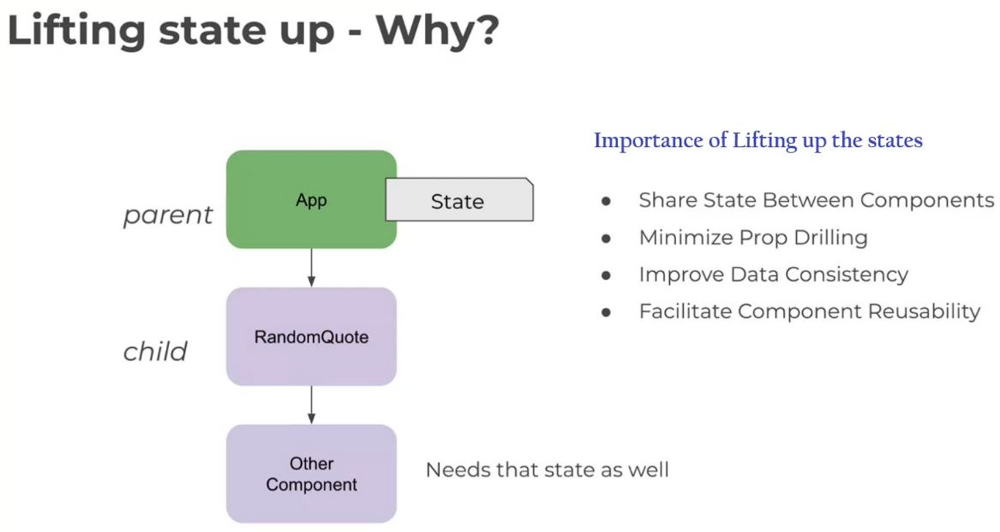 Lifting state up - Why?
Importance of Lifting up the states
parent
App
State
Share State Between Components
Minimize Prop Drilling
Improve Data Consistency
Facilitate Component Reusability
child
RandomQuote
Other
Component
Needs that state as well